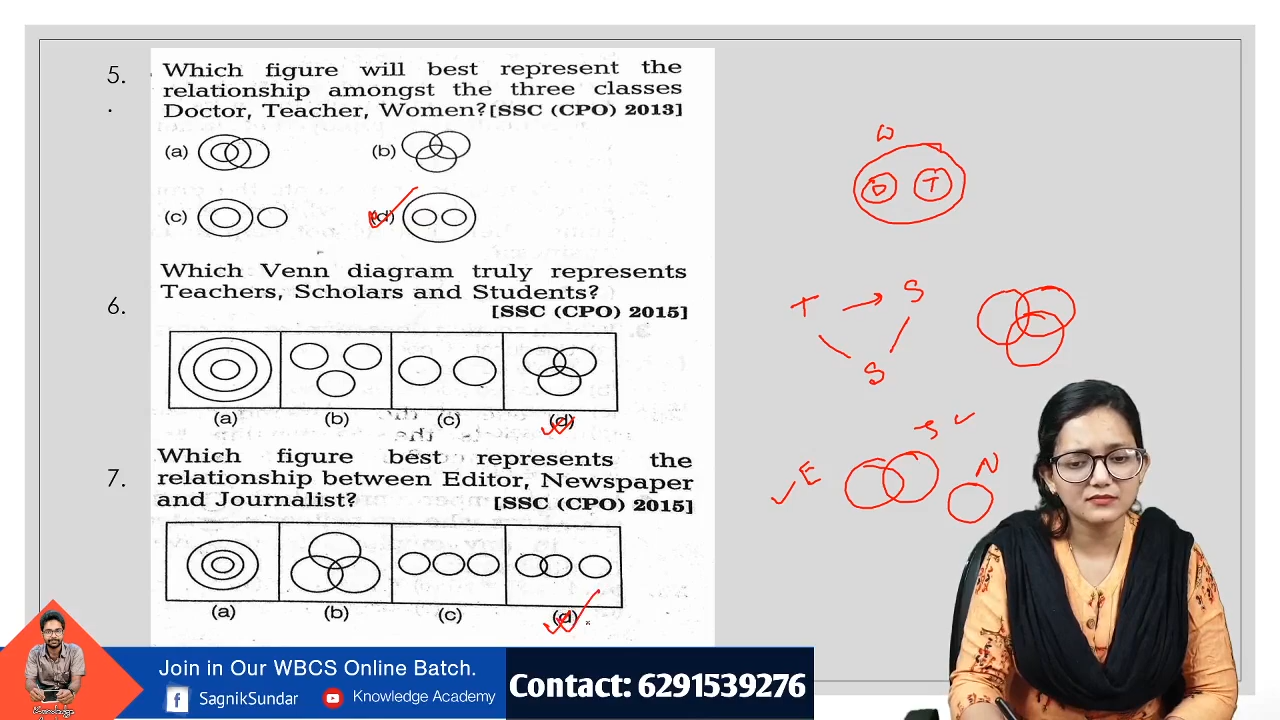 5.
.
Which figure will best represent the
relationship amongst the three classes
Doctor, Teacher, Women? [SSC (CPO) 2013]
(a)
(b)
(c)
(d)
6.
Which Venn diagram truly represents
Teachers, Scholars and Students?
[SSC (CPO) 2015]
(a) (b) (c) (d)
7.
Which figure best represents the
relationship between Editor, Newspaper
and Journalist? [SSC (CPO) 2015]
(a) (b) (c) (d)
D T
T S
S
E N
Join in Our WBCS Online Batch.
SagnikSundar Knowledge Academy
Contact: 6291539276